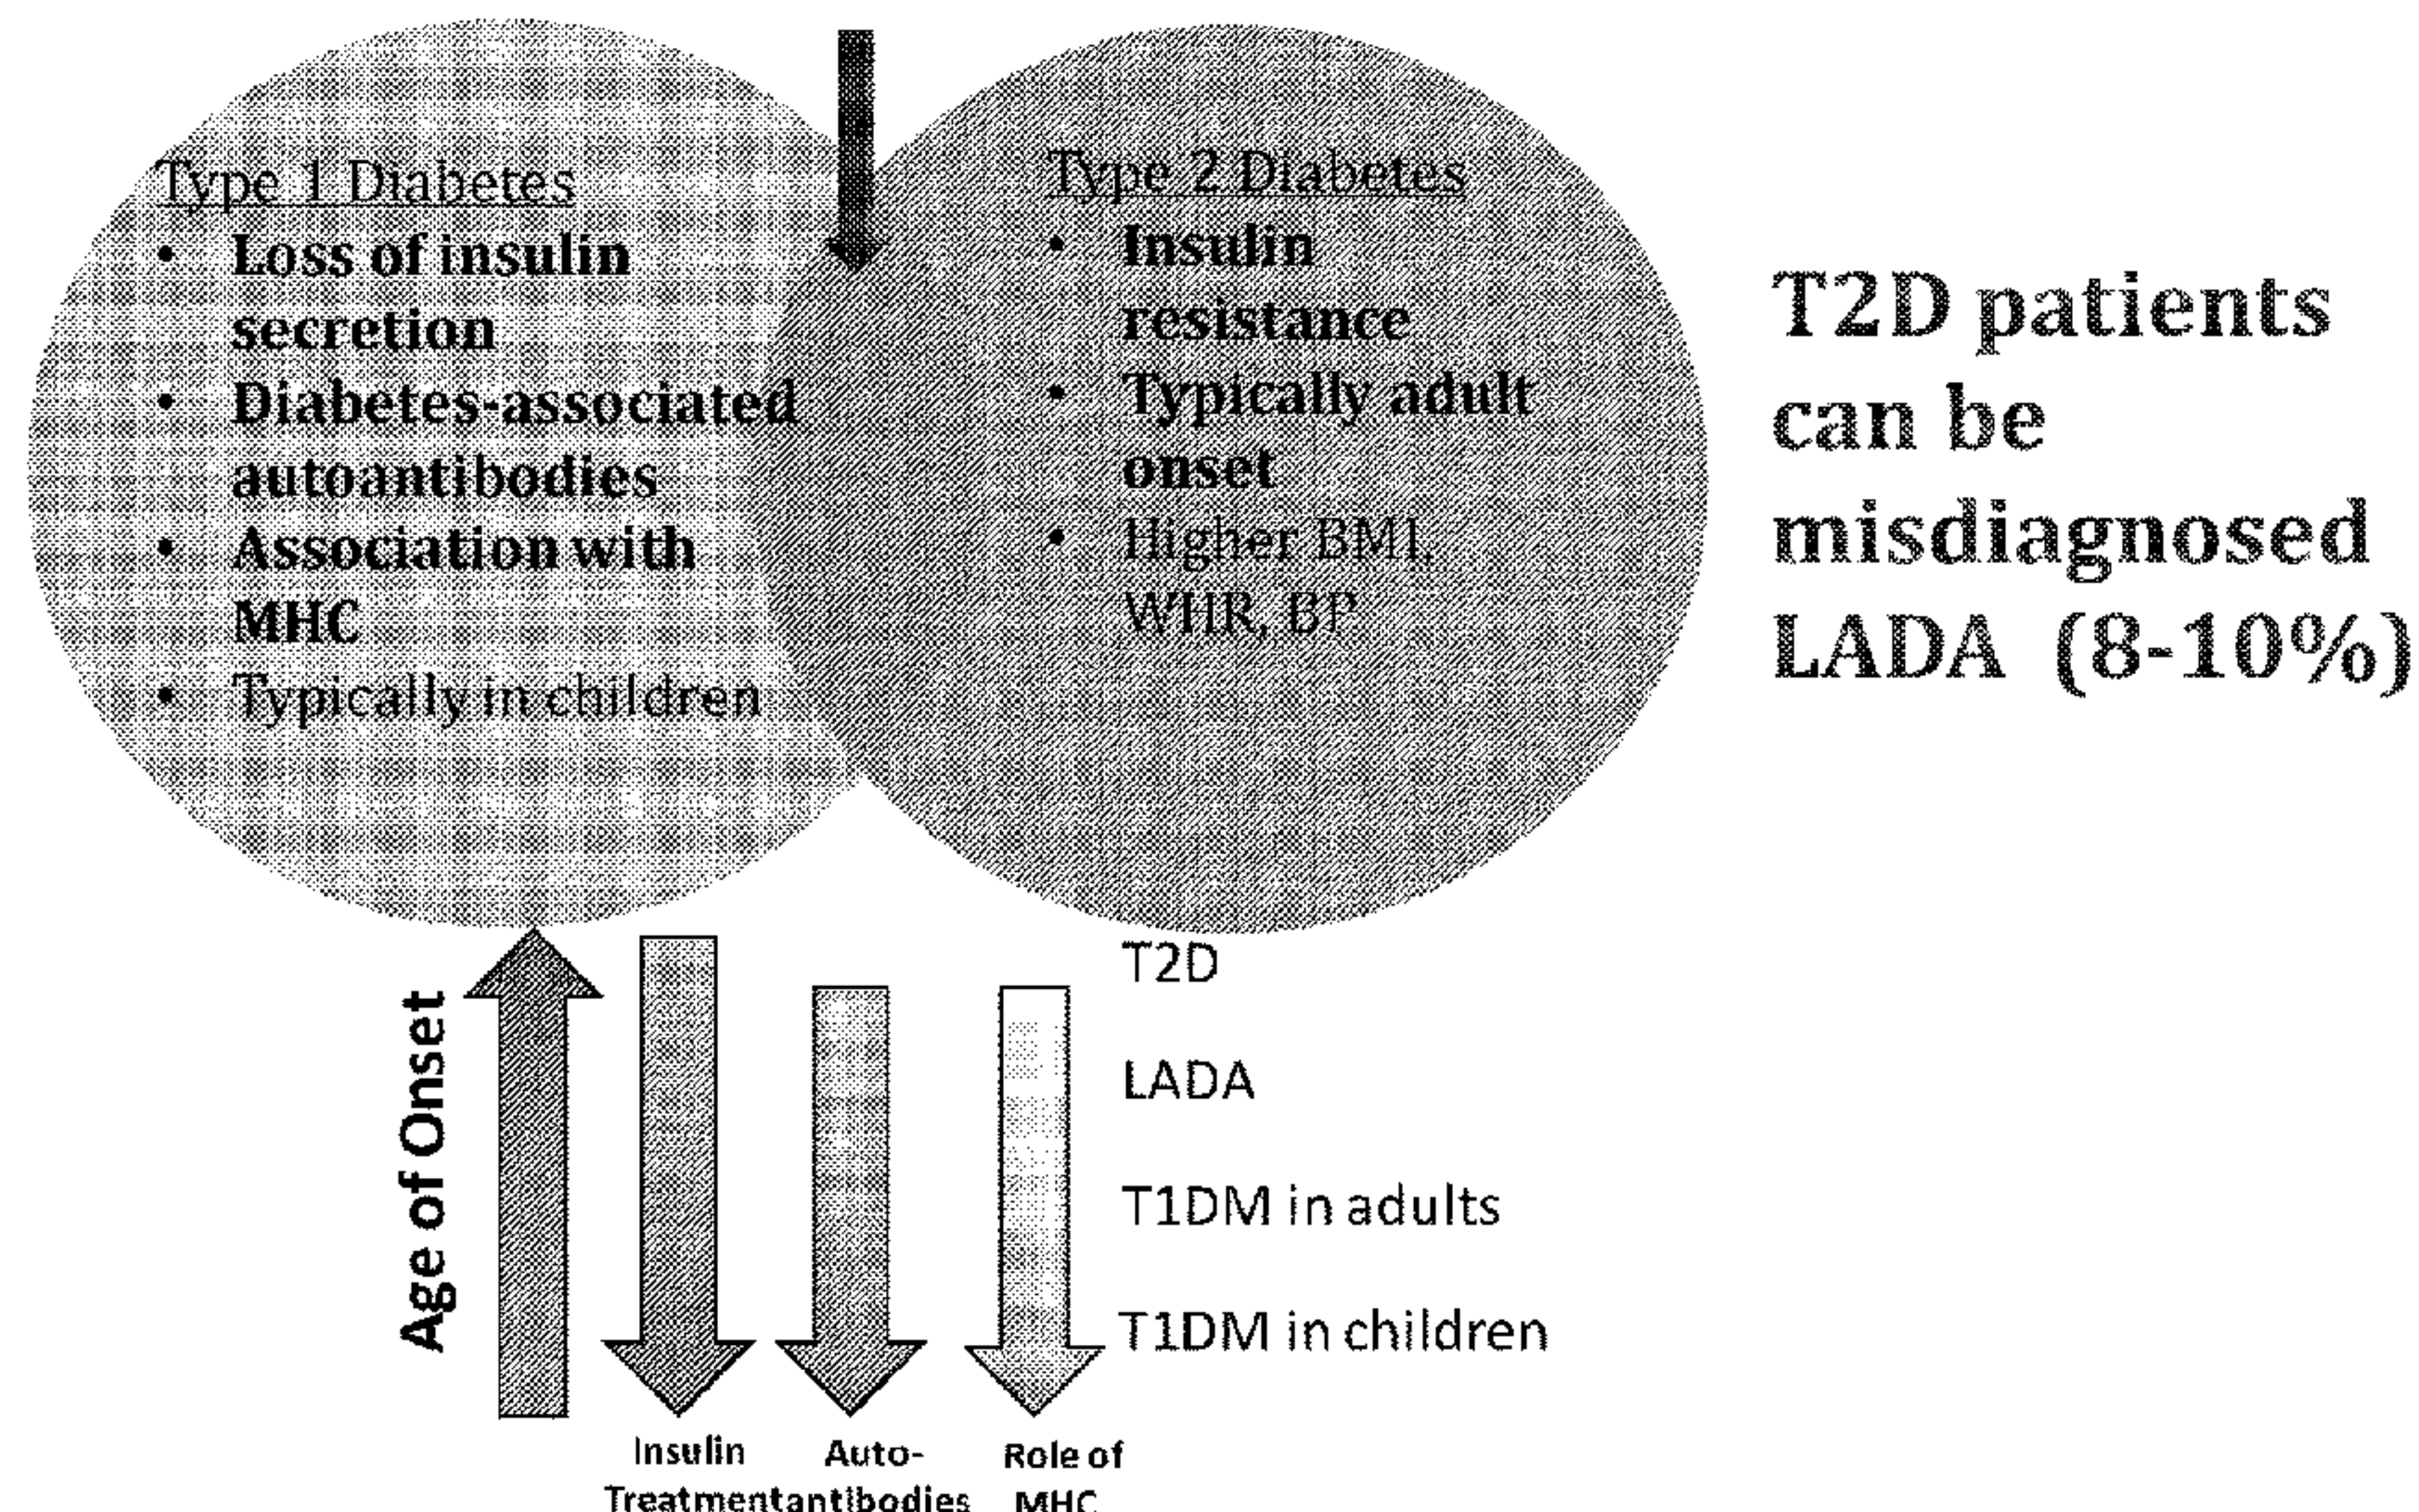 Type 1 Diabetes
• Loss of insulin
secretion
• Diabetes-associated
autoantibodies
• Association with
MHC
• Typically in children
Type 2 Diabetes
• Insulin
resistance
• Typically adult
onset
• Higher BMI,
WHR, BP
T2D patients
can be
misdiagnosed
LADA (8-10%)
Age of Onset
T2D
LADA
T1DM in adults
T1DM in children
Insulin
Treatment
Auto-
antibodies
Role of
MHC